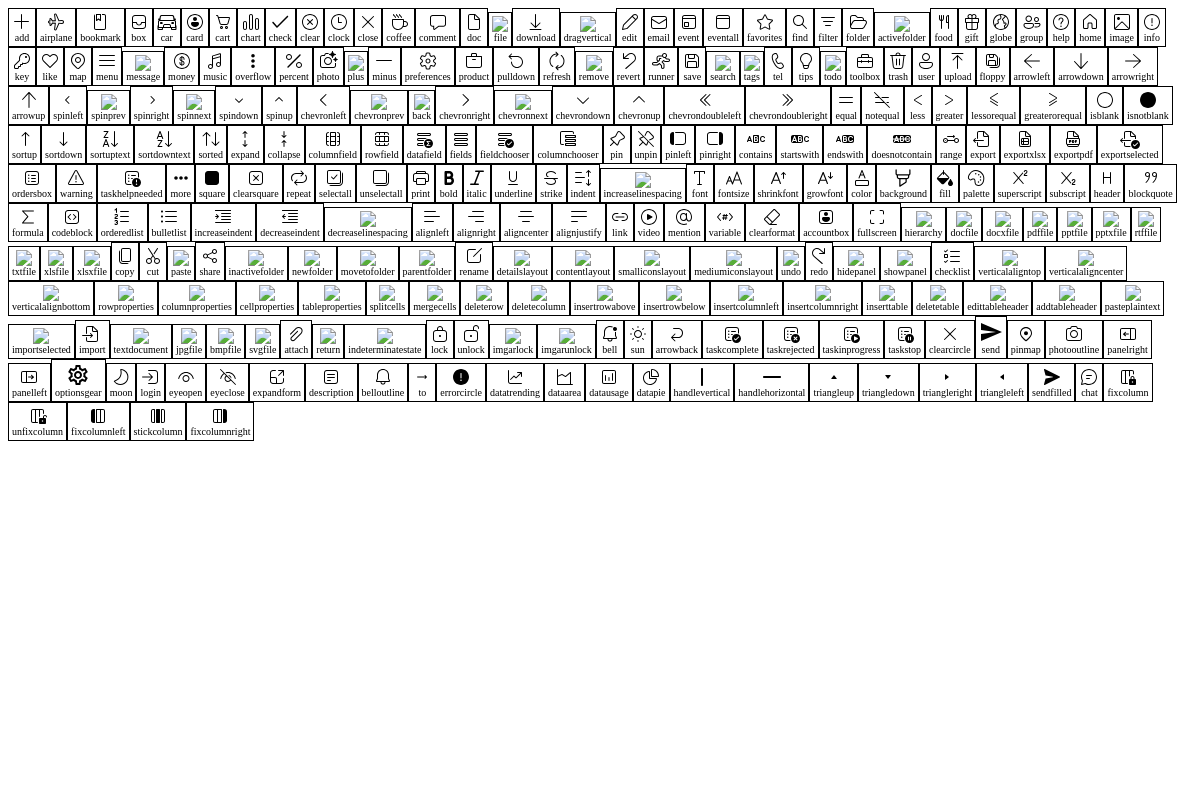 add airplane bookmark box car card cart chart check clear clock close coffee comment doc file download dragvertical edit email event eventall favorites find filter folder activefolder food gift globe group help home image info
key like map menu message money music overflow percent photo plus minus preferences product pulldown refresh remove revert runner save search tags tel tips todo toolbox trash user upload floppy arrowleft arrowdown arrowright
arrowup spinleft spinprev spinright spinnext spindown spinup chevronleft chevronprev back chevronright chevronnext chevrondown chevronup chevrondoubleleft chevrondoubleright equal notequal less greater lessorequal greaterorequal isblank isnotblank
sortup sortdown sortuptext sortdowntext sorted expand collapse columnfield rowfield datafield fields fieldchooser columnchooser pin unpin pinleft pinright contains startswith endswith doesnotcontain range export exportxlsx exportpdf exportselected
ordersbox warning taskhelpneeded more square clearsquare repeat selectall unselectall print bold italic underline strike indent increaselinespacing font fontsize shrinkfont growfont color background fill palette superscript subscript header blockquote
formula codeblock orderedlist bulletlist increaseindent decreaseindent decreaselinespacing alignleft alignright aligncenter alignjustify link video mention variable clearformat accountbox fullscreen hierarchy docfile docxfile pdffile pptfile pptxfile rtffile
txtfile xlsfile xlsxfile copy cut paste share inactivefolder newfolder movetofolder parentfolder rename detailslayout contentlayout smalliconslayout mediumiconslayout undo redo hidepanel showpanel checklist verticalaligntop verticalaligncenter
verticalalignbottom rowproperties columnproperties cellproperties tableproperties splitcells mergecells deleterow deletecolumn insertrowabove insertrowbelow insertcolumnleft insertcolumnright inserttable deletetable edittableheader addtableheader pasteplaintext
importselected import textdocument jpgfile bmpfile svgfile attach return indeterminatestate lock unlock imgarlock imgarunlock bell sun arrowback taskcomplete taskrejected taskinprogress taskstop clearcircle send pinmap photooutline panelright
panelleft optionsgear moon login eyeopen eyeclose expandform description belloutline to errorcircle datatrending dataarea datausage datapie handlevertical handlehorizontal triangleup triangledown triangleright triangleleft sendfilled chat fixcolumn
unfixcolumn fixcolumnleft stickcolumn fixcolumnright